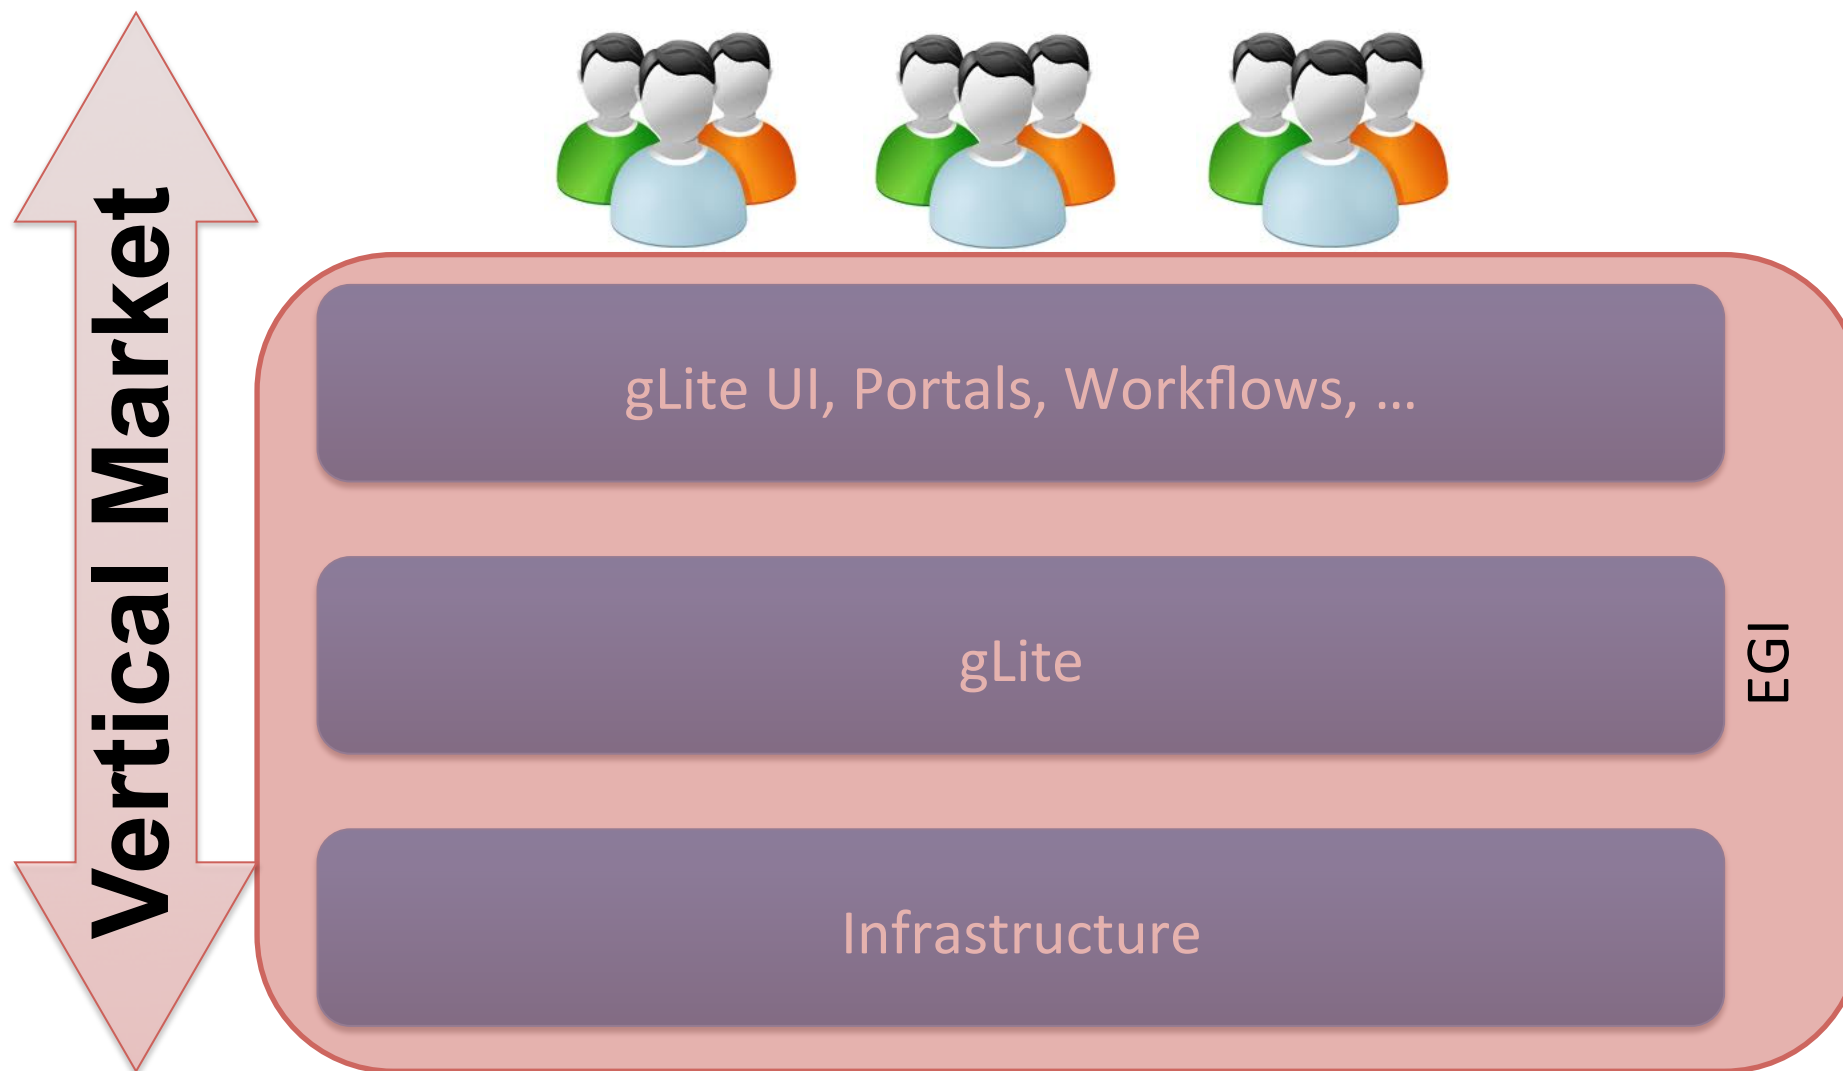 Vertical Market
gLite UI, Portals, Workflows, ...
gLite
EGI
Infrastructure